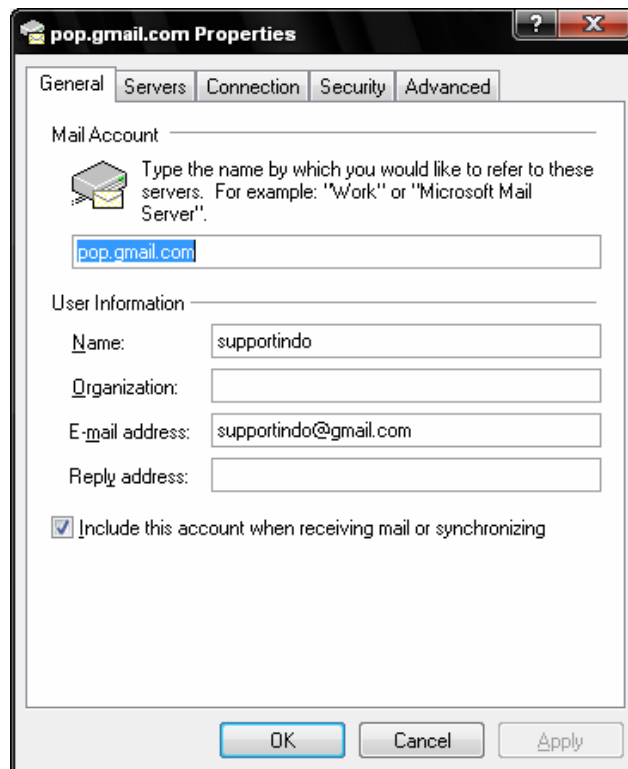 pop.gmail.com Properties
?
X
General Servers Connection Security Advanced
Mail Account
Type the name by which you would like to refer to these
servers. For example: "Work" or "Microsoft Mail
Server".
pop.gmail.com
User Information
Name: supportindo
Organization:
E-mail address: supportindo@gmail.com
Reply address:
Include this account when receiving mail or synchronizing
OK Cancel Apply